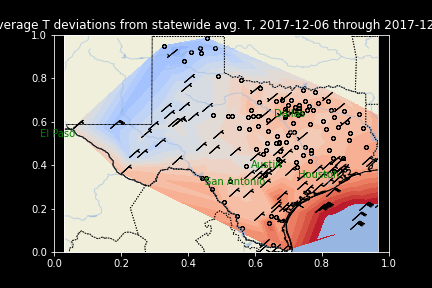 verage T deviations from statewide avg. T, 2017-12-06 through 2017-12
1.0
0.8
0.6
0.4
0.2
0.0
El Paso
Dallas
Austin
San Antonio
Houston
0.0 0.2 0.4 0.6 0.8 1.0